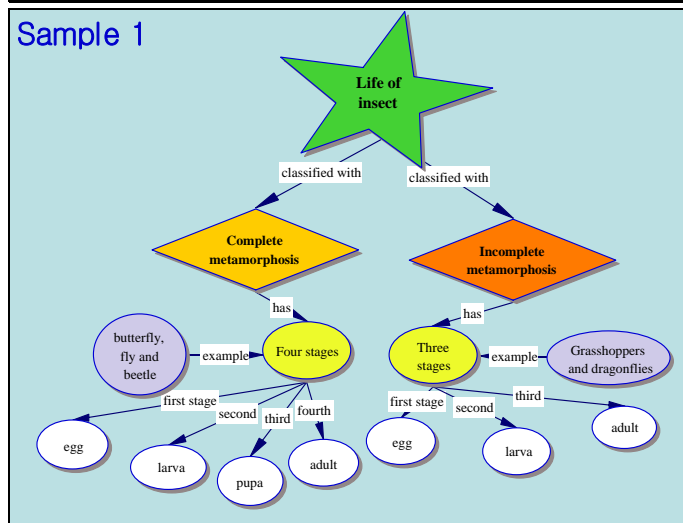 Sample 1
Life of
insect
classified with
classified with
Complete
metamorphosis
Incomplete
metamorphosis
has
has
butterfly,
fly and
beetle
example
Four stages
Three
stages
example
Grasshoppers
and dragonflies
first stage
second
third
fourth
first stage
second
third
egg
larva
pupa
adult
egg
larva
adult